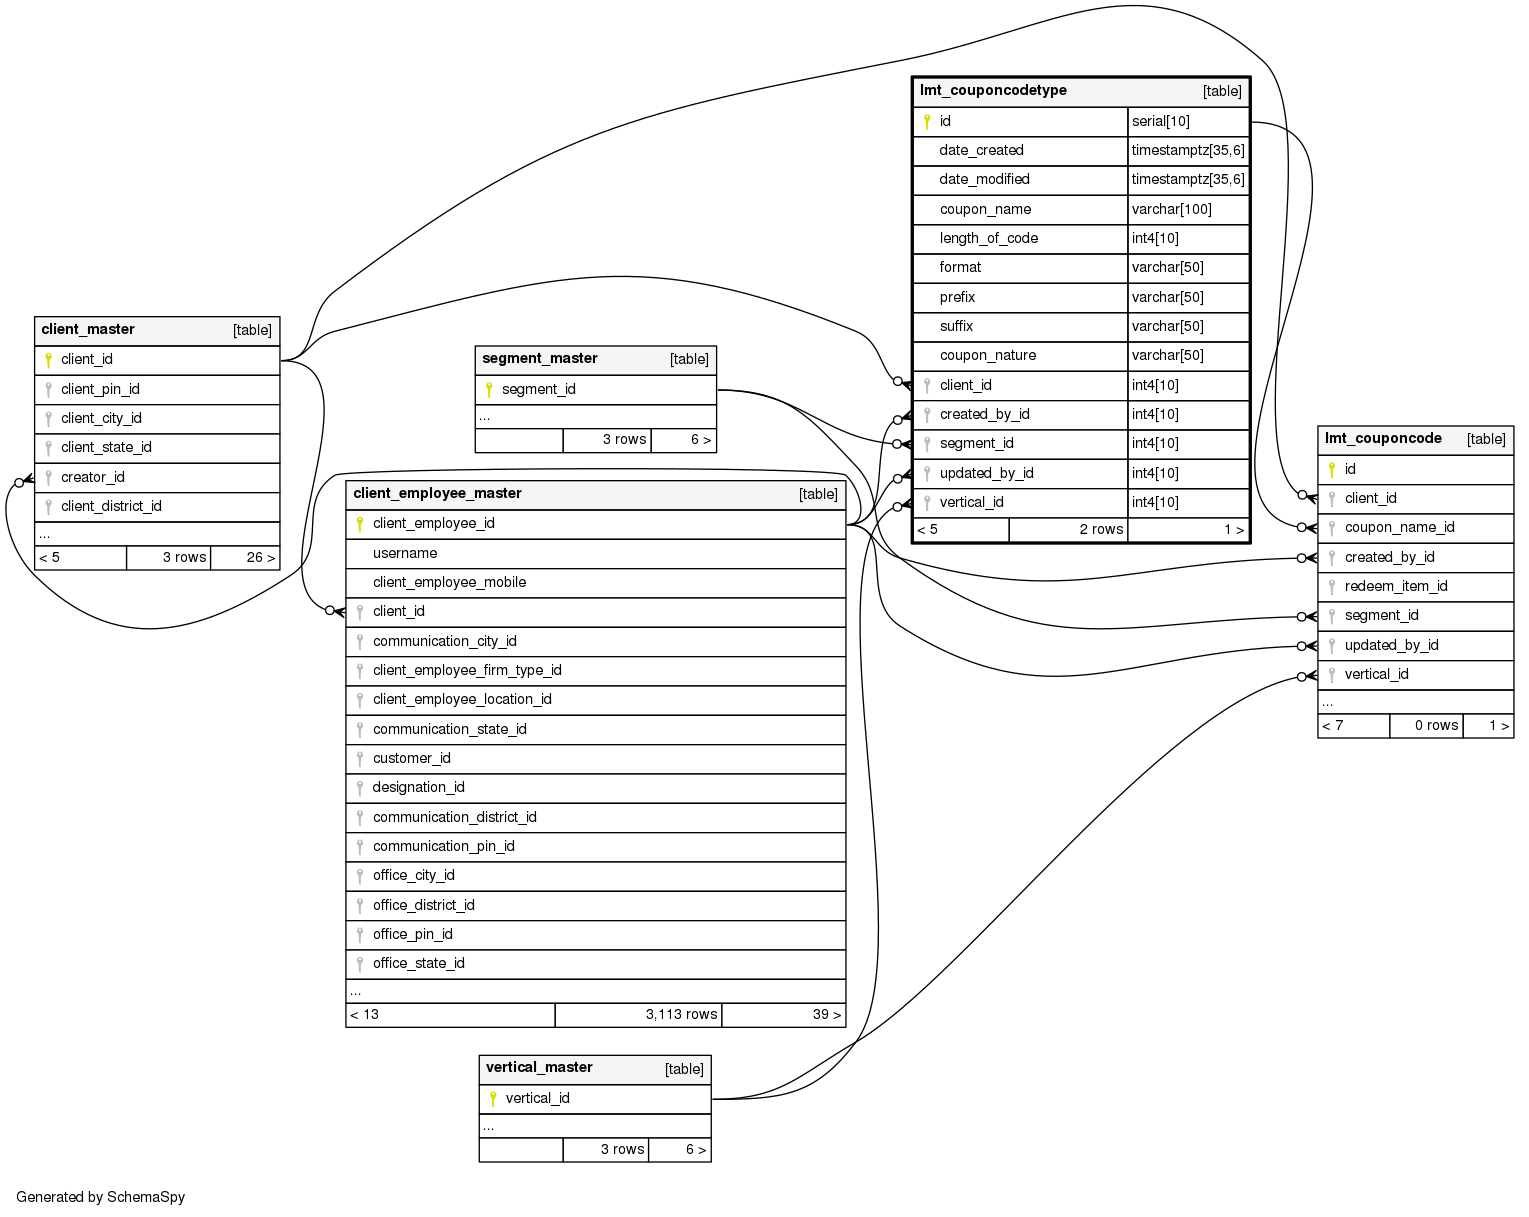 lmt_couponcodetype [table]
id serial[10]
date_created timestamptz[35,6]
date_modified timestamptz[35,6]
coupon_name varchar[100]
length_of_code int4[10]
format varchar[50]
prefix varchar[50]
suffix varchar[50]
coupon_nature varchar[50]
client_id int4[10]
created_by_id int4[10]
segment_id int4[10]
updated_by_id int4[10]
vertical_id int4[10]
< 5 2 rows 1 >
client_master [table]
client_id
client_pin_id
client_city_id
client_state_id
creator_id
client_district_id
...
< 5 3 rows 26 >
segment_master [table]
segment_id
...
3 rows 6 >
lmt_couponcode [table]
id
client_id
coupon_name_id
created_by_id
redeem_item_id
segment_id
updated_by_id
vertical_id
...
< 7 0 rows 1 >
client_employee_master [table]
client_employee_id
username
client_employee_mobile
client_id
communication_city_id
client_employee_firm_type_id
client_employee_location_id
communication_state_id
customer_id
designation_id
communication_district_id
communication_pin_id
office_city_id
office_district_id
office_pin_id
office_state_id
...
< 13 3,113 rows 39 >
vertical_master [table]
vertical_id
...
3 rows 6 >
Generated by SchemaSpy